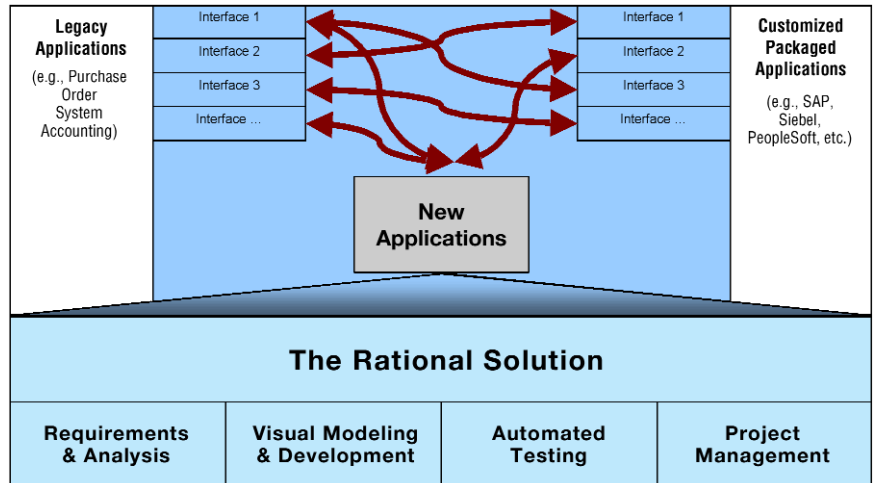 Legacy
Applications
(e.g., Purchase
Order
System
Accounting)
Interface 1
Interface 2
Interface 3
Interface ...
Interface 1
Interface 2
Interface 3
Interface ...
Customized
Packaged
Applications
(e.g., SAP,
Siebel,
PeopleSoft, etc.)
New
Applications
The Rational Solution
Requirements
& Analysis
Visual Modeling
& Development
Automated
Testing
Project
Management